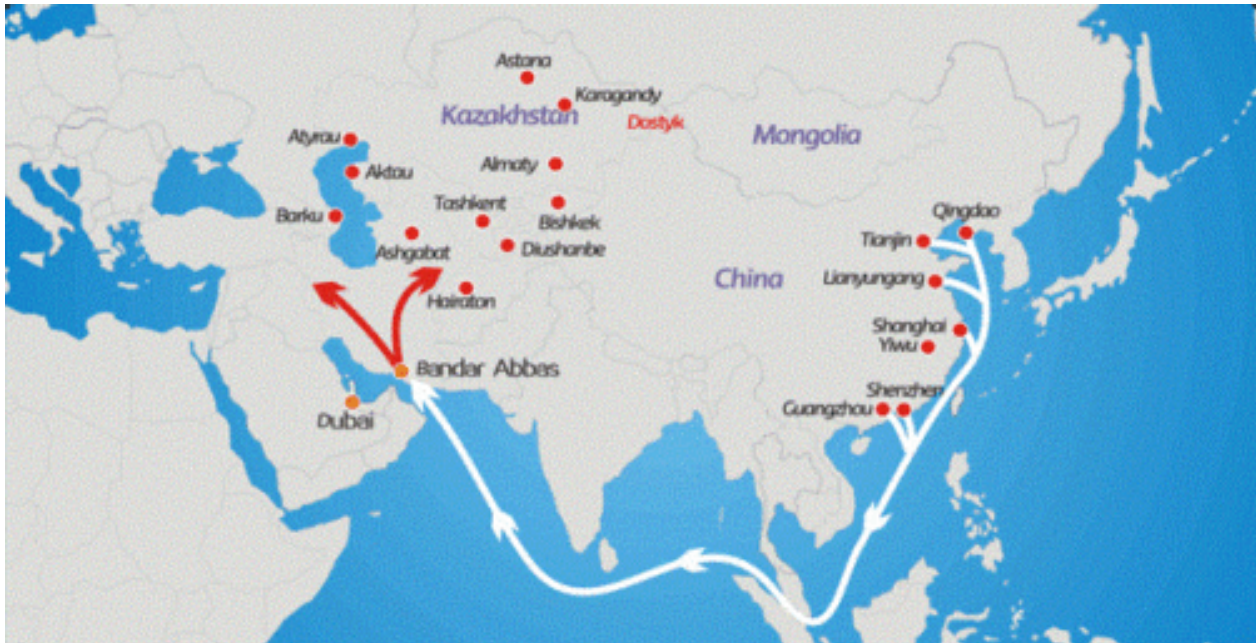 Astana
Karagandy
Kazakhstan
Dostyk
Mongolia
Atyrau
Almaty
Aktau
Tashkent
Barku
Bishkek
Qingdao
Tianjin
Ashgabat
Diushanbe
China
Lianyungang
Hairaton
Shanghai
Yiwu
Bandar Abbas
Shenzhen
Guangzhou
Dubai